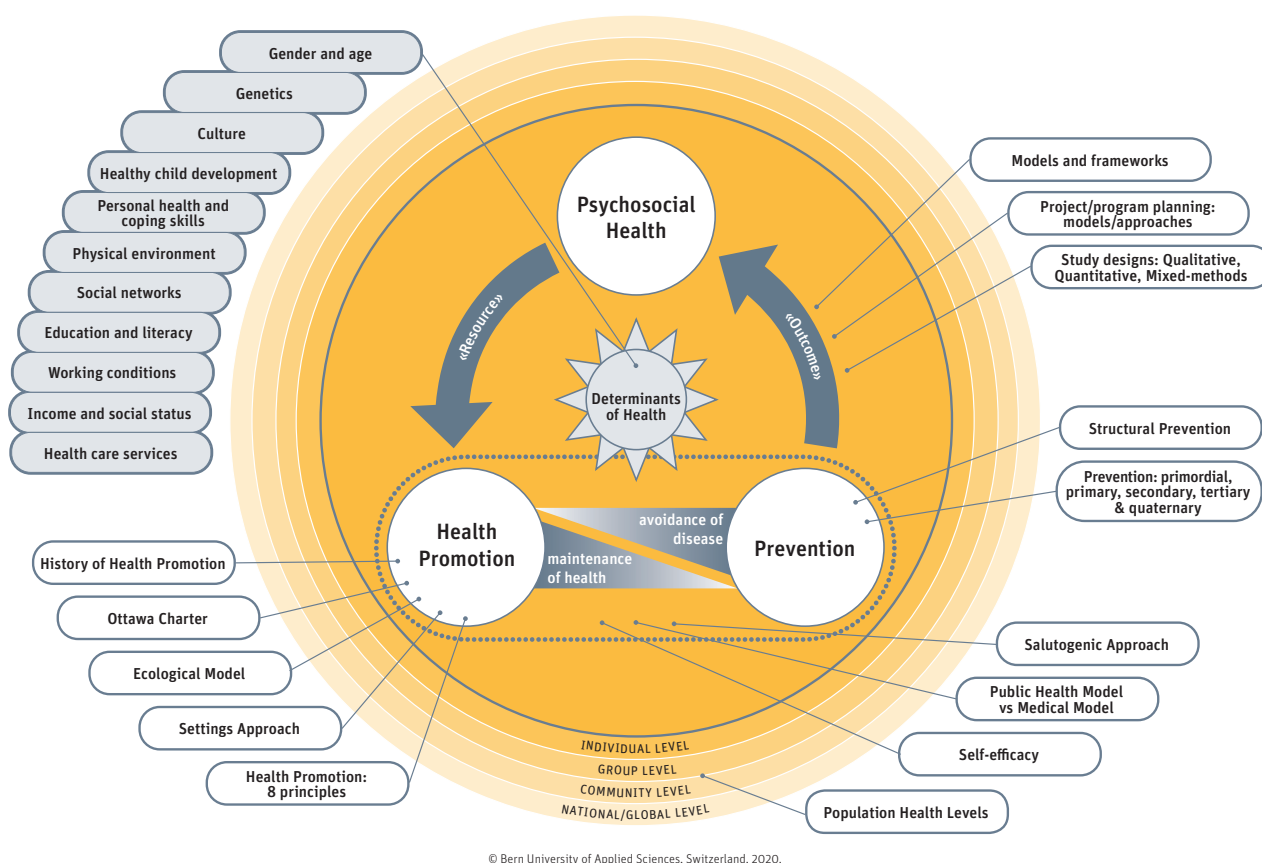 Gender and age
Genetics
Culture
Healthy child development
Personal health and
coping skills
Physical environment
Social networks
Education and literacy
Working conditions
Income and social status
Health care services
Psychosocial
Health
«Resource»
«Outcome»
Determinants
of Health
Models and frameworks
Project/program planning:
models/approaches
Study designs: Qualitative,
Quantitative, Mixed-methods
Structural Prevention
Prevention: primordial,
primary, secondary, tertiary
& quaternary
Health
Promotion
avoidance of
disease
maintenance
of health
Prevention
History of Health Promotion
Ottawa Charter
Ecological Model
Settings Approach
Health Promotion:
8 principles
Salutogenic Approach
Public Health Model
vs Medical Model
Self-efficacy
Population Health Levels
INDIVIDUAL LEVEL
GROUP LEVEL
COMMUNITY LEVEL
NATIONAL/GLOBAL LEVEL
© Bern University of Applied Sciences, Switzerland, 2020.